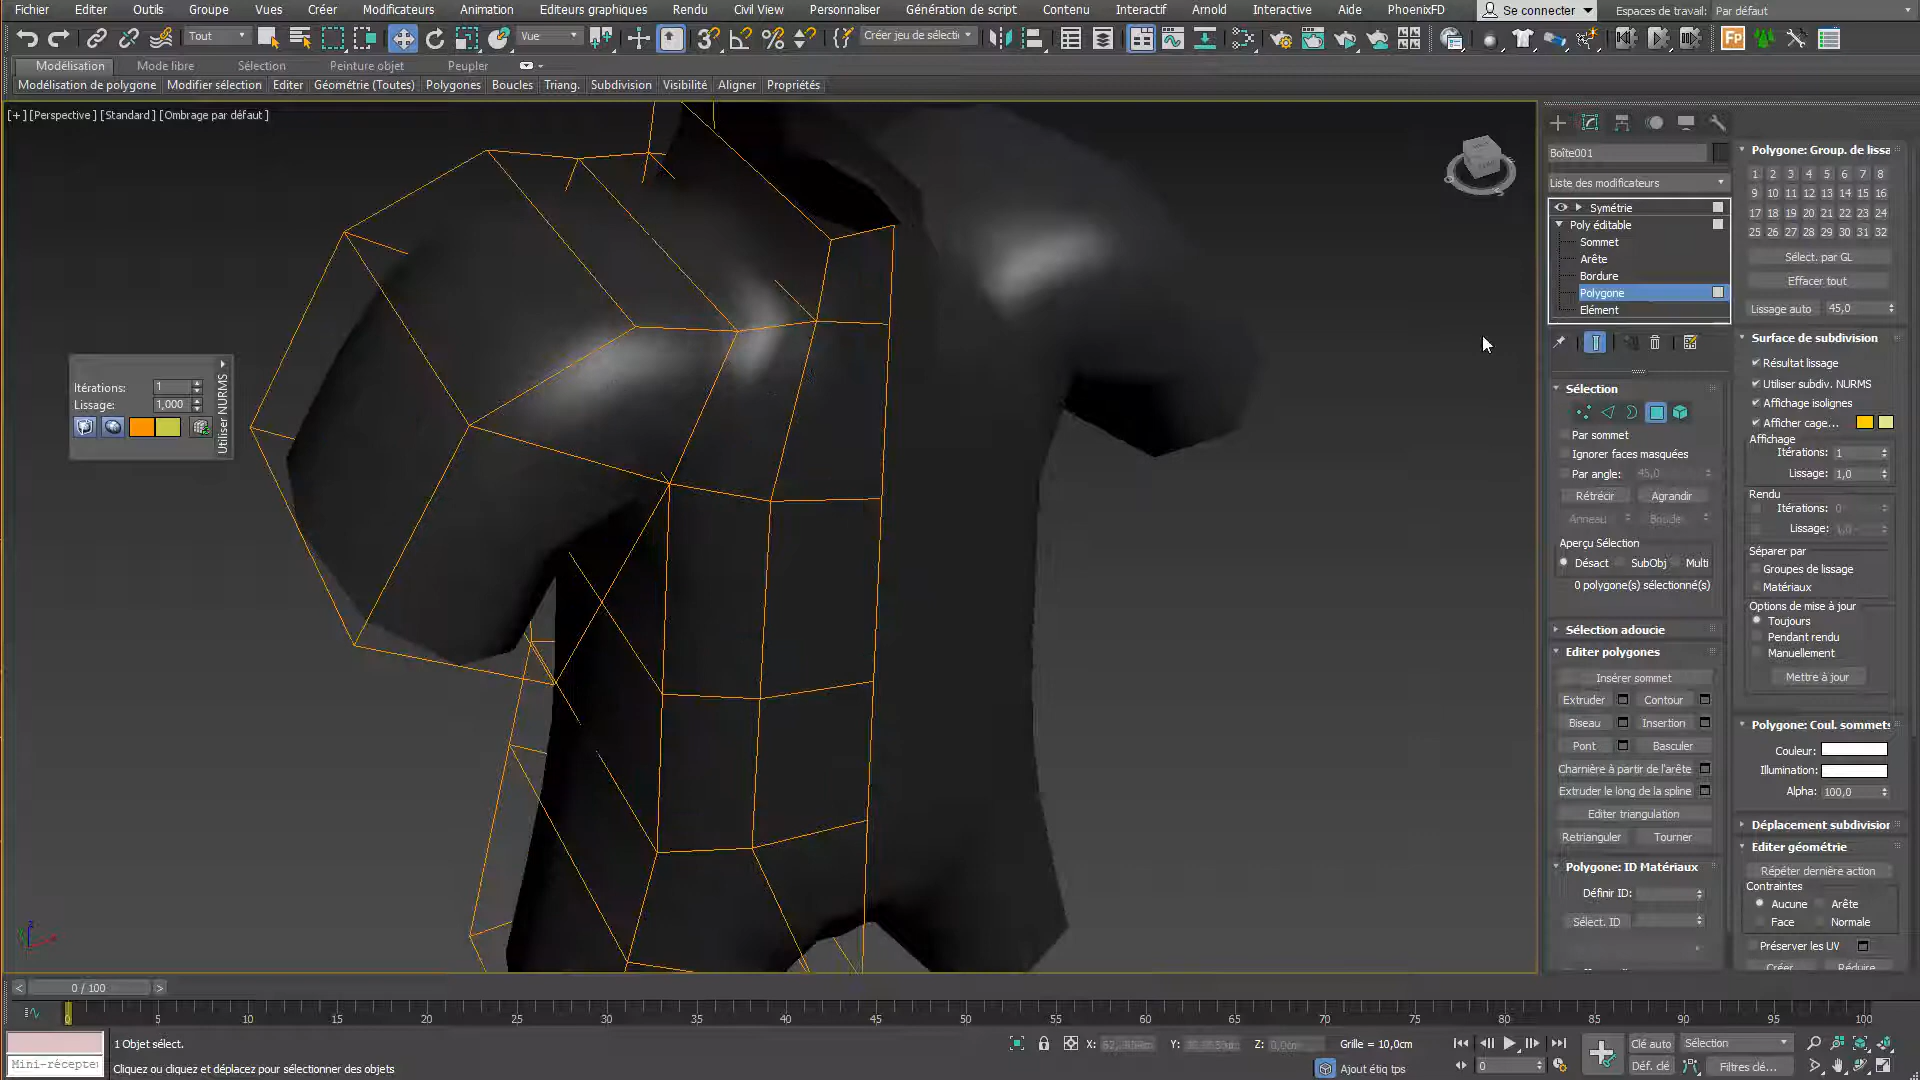 Fichier Editer Outils Groupe Vues Créer Modificateurs Animation Editeurs graphiques Rendu Civil View Personnaliser Génération de script Contenu Interactif Arnold Interactive Aide PhoenixFD Se connecter Espaces de travail: Par défaut
Tout Vue Créer jeu de sélectio
Modélisation Mode libre Sélection Peinture objet Peupler
Modélisation de polygone Modifier sélection Editer Géométrie (Toutes) Polygones Boucles Triang. Subdivision Visibilité Aligner Propriétés
[+] [Perspective] [Standard] [Ombrage par défaut]
Itérations: 1
Lissage: 1,000
Utiliser NURMS
Boîte001
Liste des modificateurs
Symétrie
Poly éditable
Sommet
Arête
Bordure
Polygone
Elément
Sélection
Par sommet
Ignorer faces masquées
Par angle: 45,0
Rétrécir Agrandir
Anneau Boucle
Aperçu Sélection
Désact SubObj Multi
0 polygone(s) sélectionné(s)
Sélection adoucie
Editer polygones
Insérer sommet
Extruder Contour
Biseau Insertion
Pont Basculer
Charnière à partir de l'arête
Extruder le long de la spline
Editer triangulation
Retrianguler Tourner
Polygone: ID Matériaux
Définir ID:
Sélect. ID
Polygone: Group. de lissa
1 2 3 4 5 6 7 8
9 10 11 12 13 14 15 16
17 18 19 20 21 22 23 24
25 26 27 28 29 30 31 32
Sélect. par GL
Effacer tout
Lissage auto 45,0
Surface de subdivision
Résultat lissage
Utiliser subdiv. NURMS
Affichage isolignes
Afficher cage...
Affichage
Itérations: 1
Lissage: 1,0
Rendu
Itérations: 0
Lissage: 1,0
Séparer par
Groupes de lissage
Matériaux
Options de mise à jour
Toujours
Pendant rendu
Manuellement
Mettre à jour
Polygone: Coul. sommets
Couleur:
Illumination:
Alpha: 100,0
Déplacement subdivision
Editer géométrie
Répéter dernière action
Contraintes
Aucune Arête
Face Normale
Préserver les UV
Créer Réduire
0 / 100
0 5 10 15 20 25 30 35 40 45 50 55 60 65 70 75 80 85 90 95 100
1 Objet sélect. X: Y: Z: 0,0cm Grille = 10,0cm Clé auto Sélection
Mini-récepte Cliquez ou cliquez et déplacez pour sélectionner des objets Ajout étiq tps 0 Déf. clé Filtres clé...